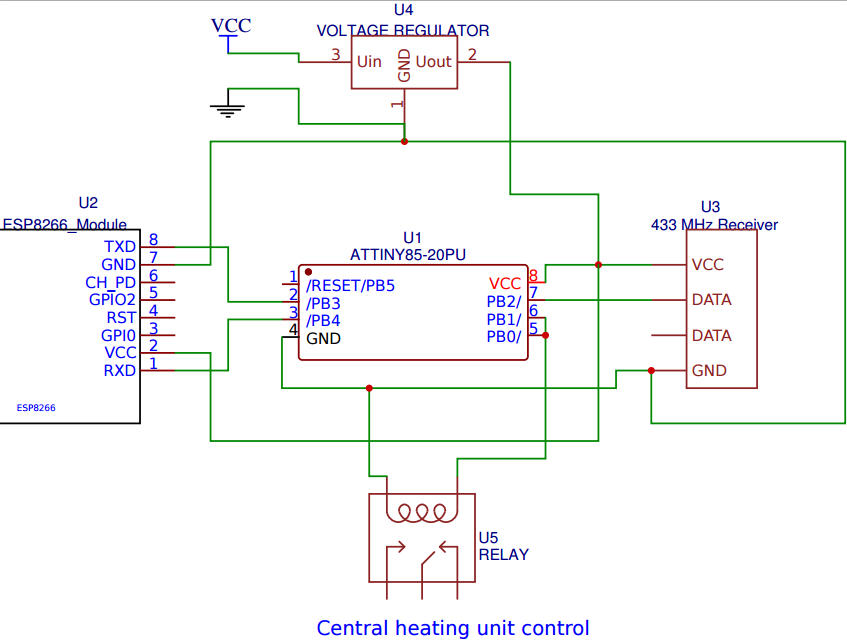 U4
VCC
VOLTAGE REGULATOR
3 Uin GND Uout 2
1
U2
ESP8266_Module
TXD 8
GND 7
CH_PD 6
GPIO2 5
RST 4
GPI0 3
VCC 2
RXD 1
ESP8266
U1
ATTINY85-20PU
1 /RESET/PB5
2 /PB3
3 /PB4
4 GND
VCC 8
PB2/ 7
PB1/ 6
PB0/ 5
U3
433 MHz Receiver
VCC
DATA
DATA
GND
U5
RELAY
Central heating unit control